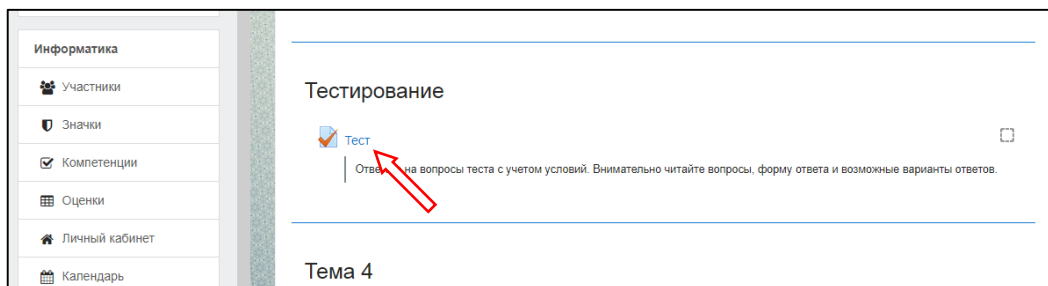 Информатика
Участники
Значки
Компетенции
Оценки
Личный кабинет
Календарь
Тестирование
Тест
на вопросы теста с учетом условий. Внимательно читайте вопросы, форму ответа и возможные варианты ответов.
Тема 4